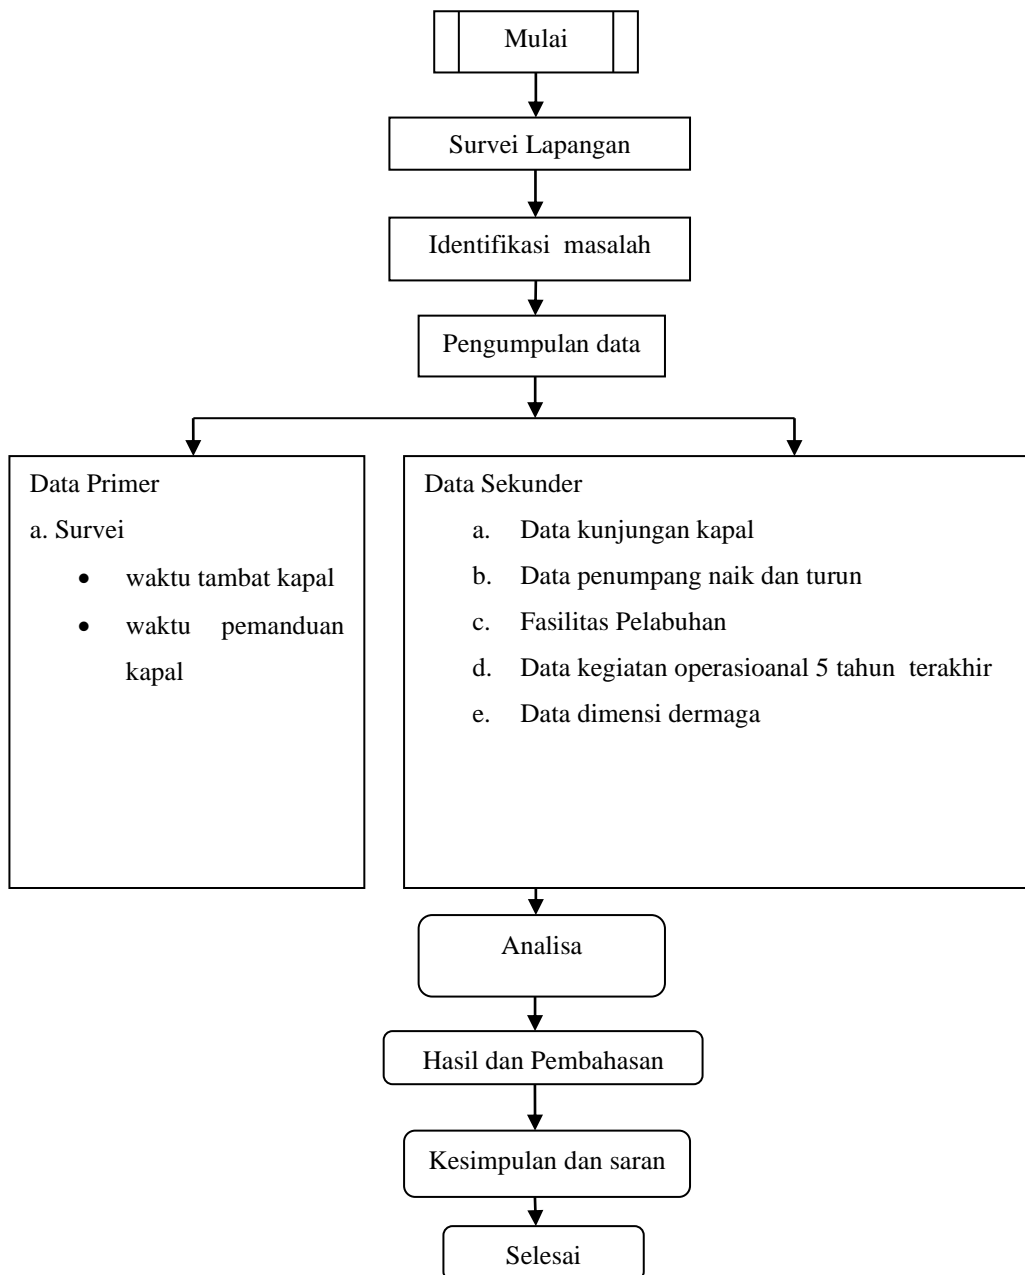 Mulai
Survei Lapangan
Identifikasi masalah
Pengumpulan data
Data Primer
a. Survei
• waktu tambat kapal
• waktu pemanduan
kapal
Data Sekunder
a. Data kunjungan kapal
b. Data penumpang naik dan turun
c. Fasilitas Pelabuhan
d. Data kegiatan operasioanal 5 tahun terakhir
e. Data dimensi dermaga
Analisa
Hasil dan Pembahasan
Kesimpulan dan saran
Selesai